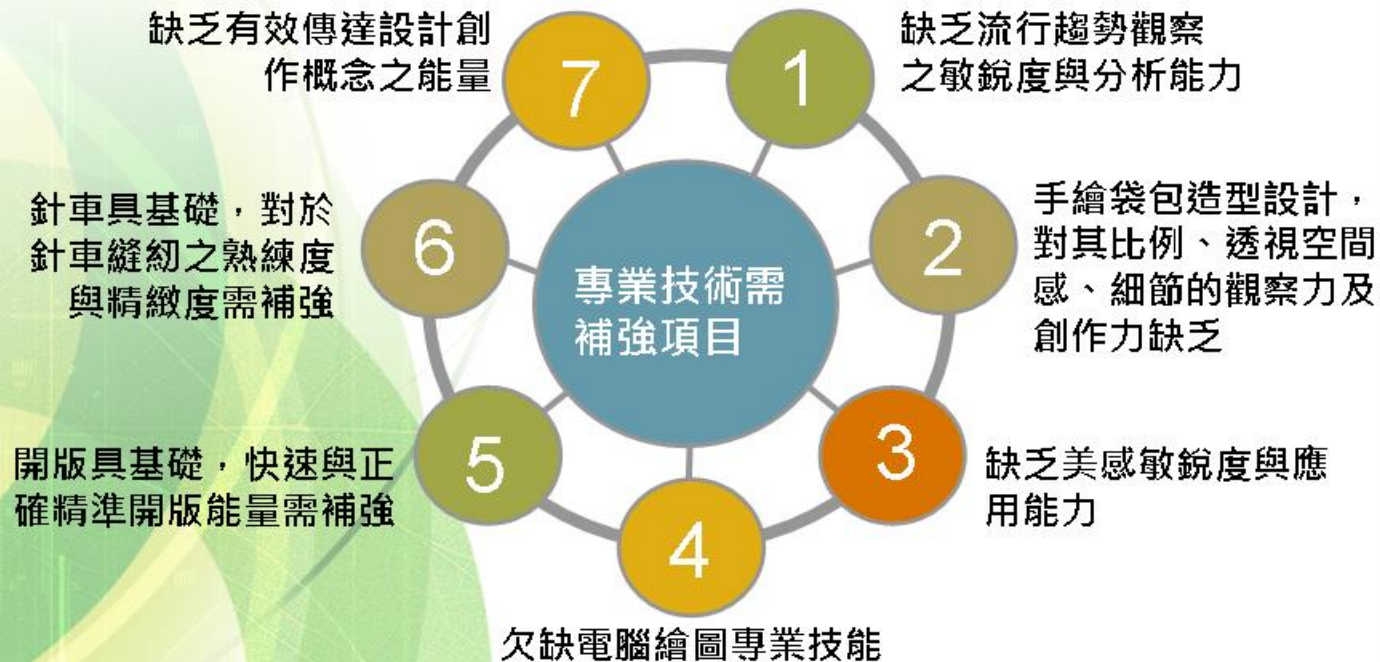 專業技術需
補強項目
1
缺乏流行趨勢觀察
之敏銳度與分析能力
2
手繪袋包造型設計，
對其比例、透視空間
感、細節的觀察力及
創作力缺乏
3
缺乏美感敏銳度與應
用能力
4
欠缺電腦繪圖專業技能
5
開版具基礎，快速與正
確精準開版能量需補強
6
針車具基礎，對於
針車縫紉之熟練度
與精緻度需補強
7
缺乏有效傳達設計創
作概念之能量